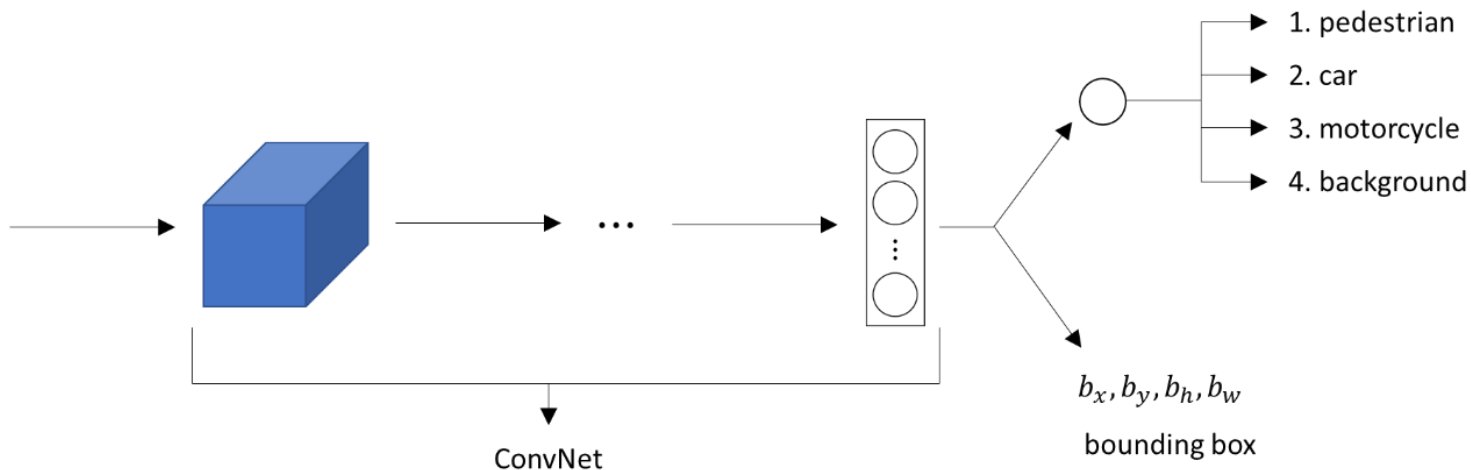 1. pedestrian
2. car
3. motorcycle
4. background
...
b_x, b_y, b_h, b_w
bounding box
ConvNet